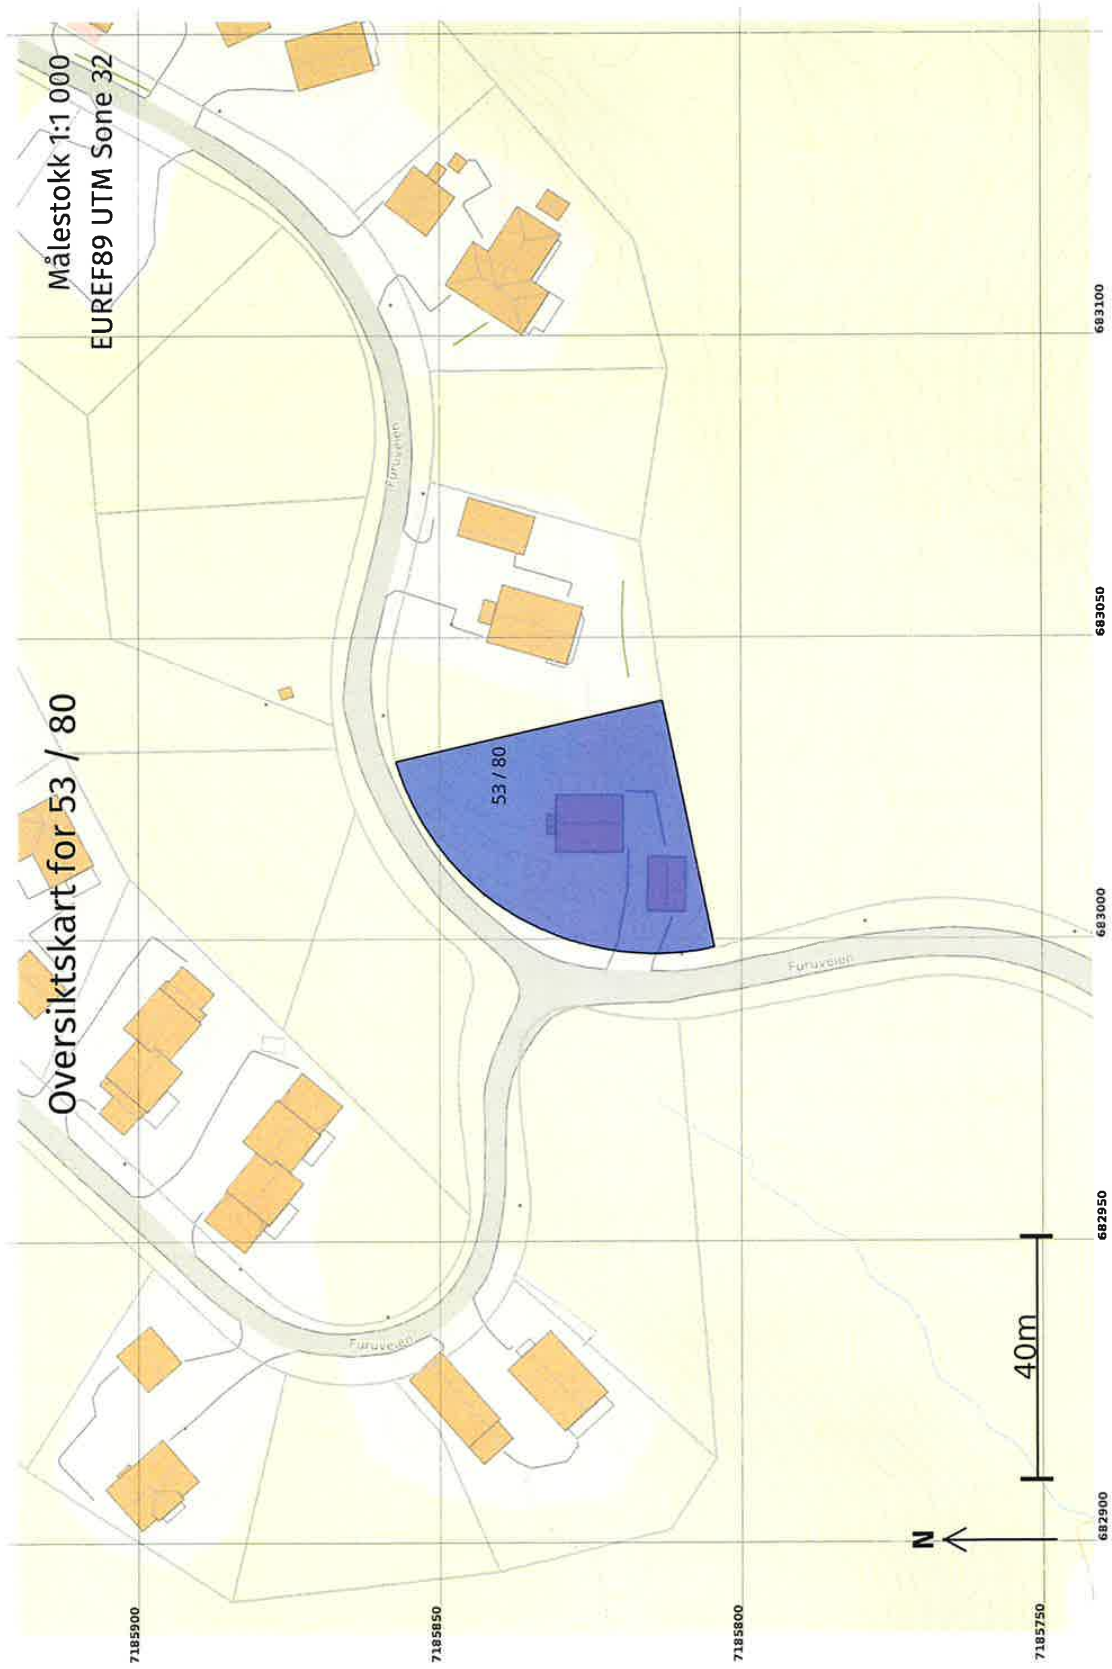 Oversiktskart for 53 / 80
Målestokk 1:1 000
EUREF89 UTM Sone 32
Furuveien
53 / 80
Furuveien
Furuveien
40m
N
7185900
7185850
7185800
7185750
682900
682950
683000
683050
683100